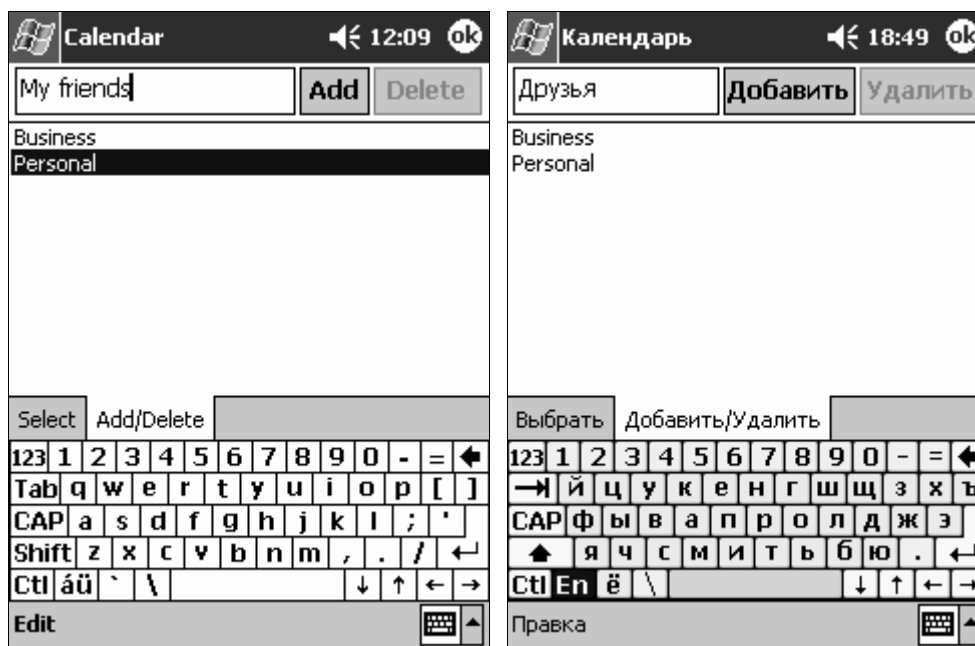 Calendar 12:09 ok
My friends Add Delete
Business
Personal
Select Add/Delete
123 1 2 3 4 5 6 7 8 9 0 - =
Tab q w e r t y u i o p [ ]
CAP a s d f g h j k l ; '
Shift z x c v b n m , . /
Ctl áü ` \
Edit
Календарь 18:49 ok
Друзья Добавить Удалить
Business
Personal
Выбрать Добавить/Удалить
123 1 2 3 4 5 6 7 8 9 0 - =
й ц у к е н г ш щ з х ъ
CAP ф ы в а п р о л д ж э
я ч с м и т ь б ю .
Ctl En ё \
Правка